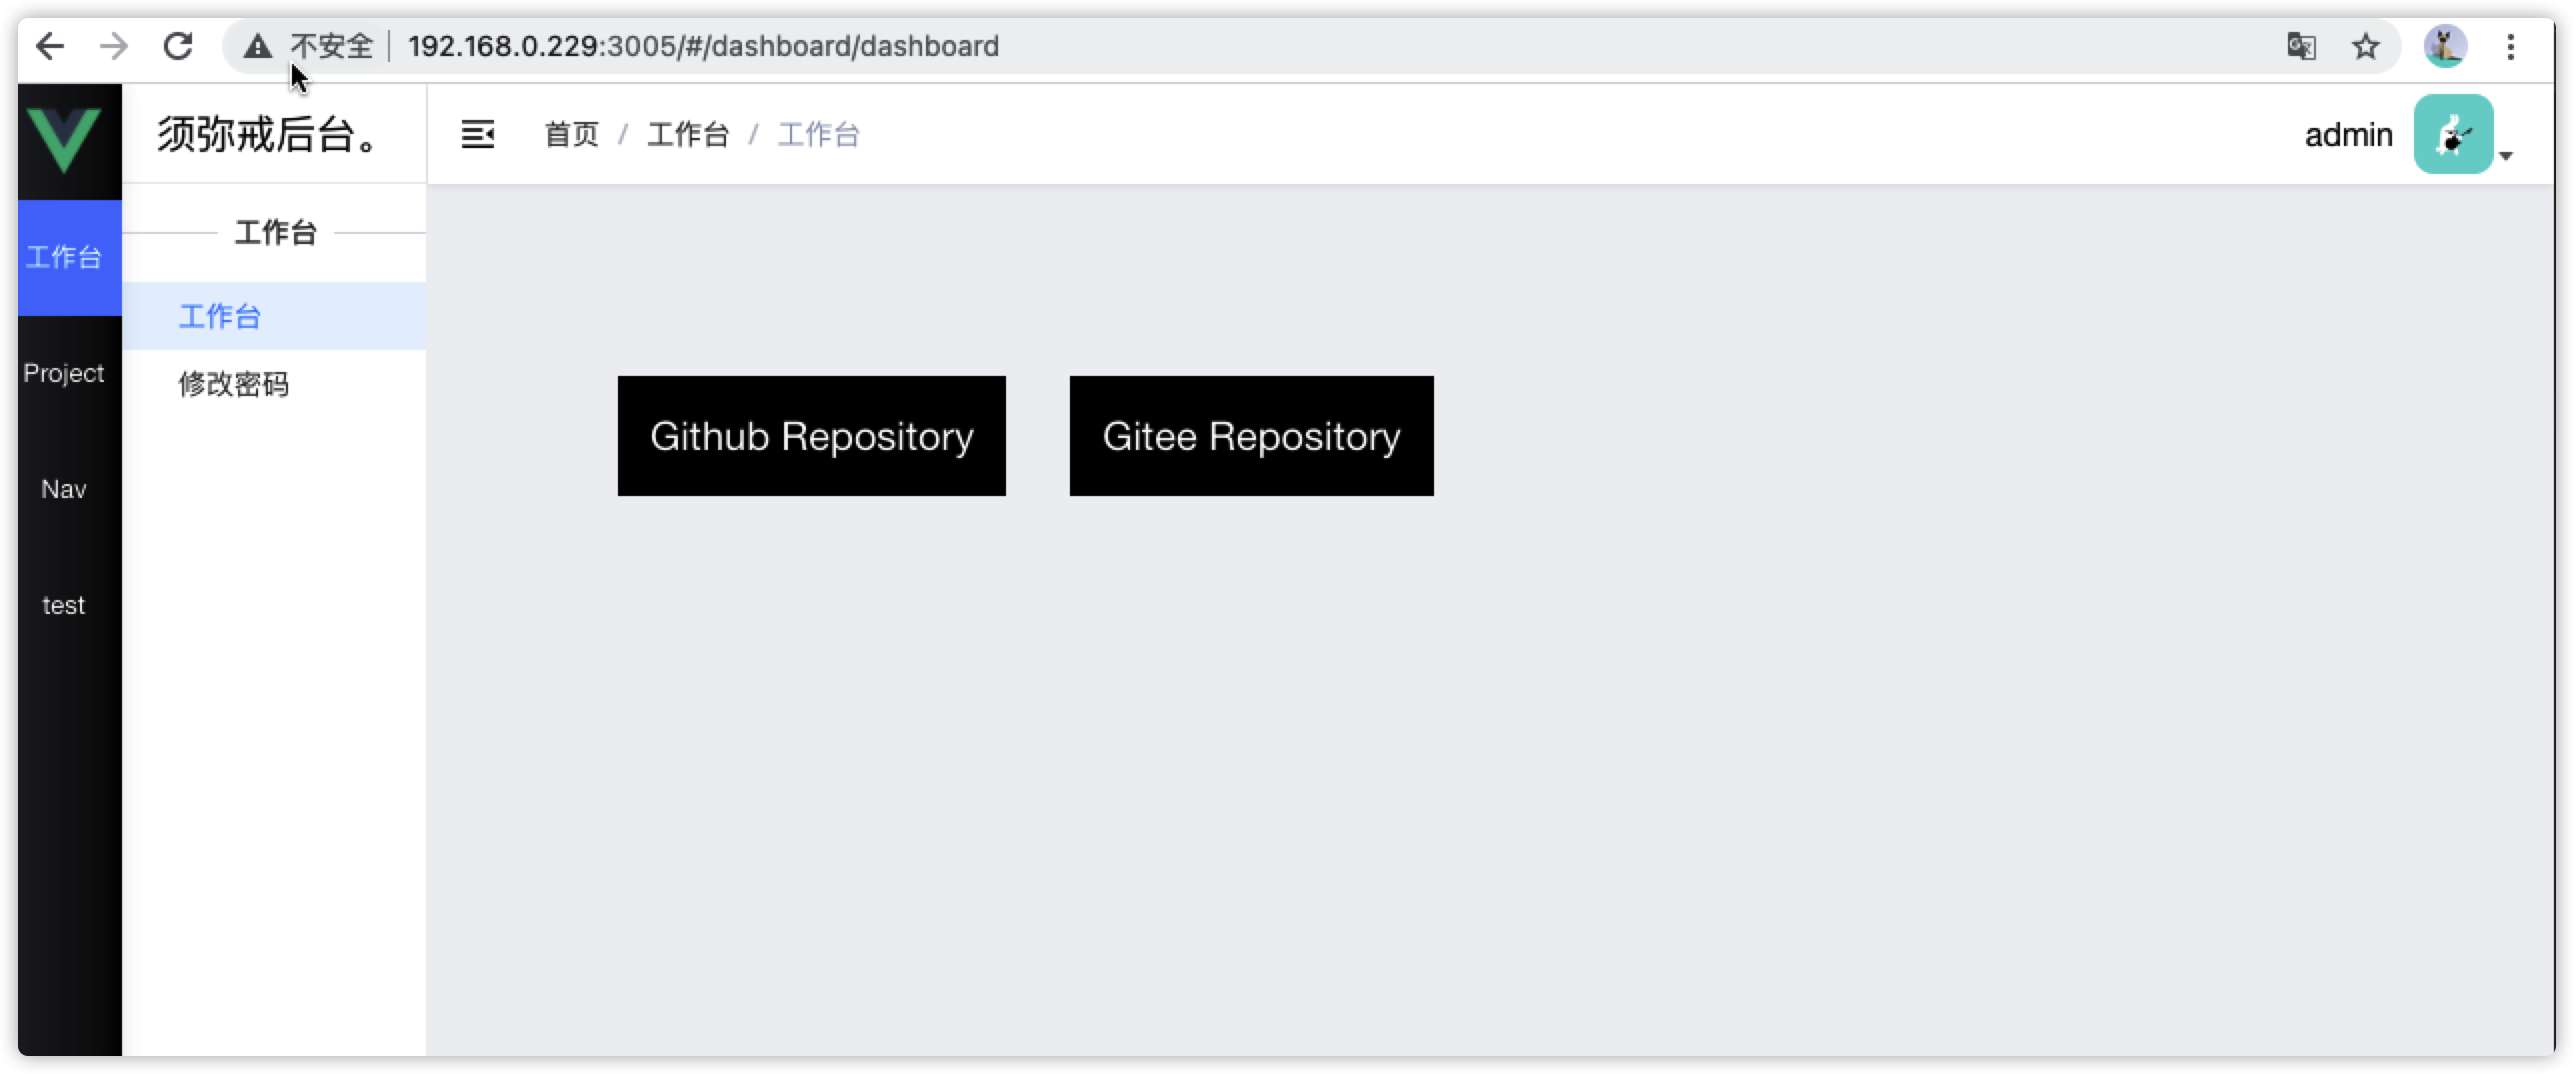 不安全 192.168.0.229:3005/#/dashboard/dashboard
须弥戒后台。
首页 / 工作台 / 工作台
admin
工作台
Project
Nav
test
工作台
工作台
修改密码
Github Repository
Gitee Repository